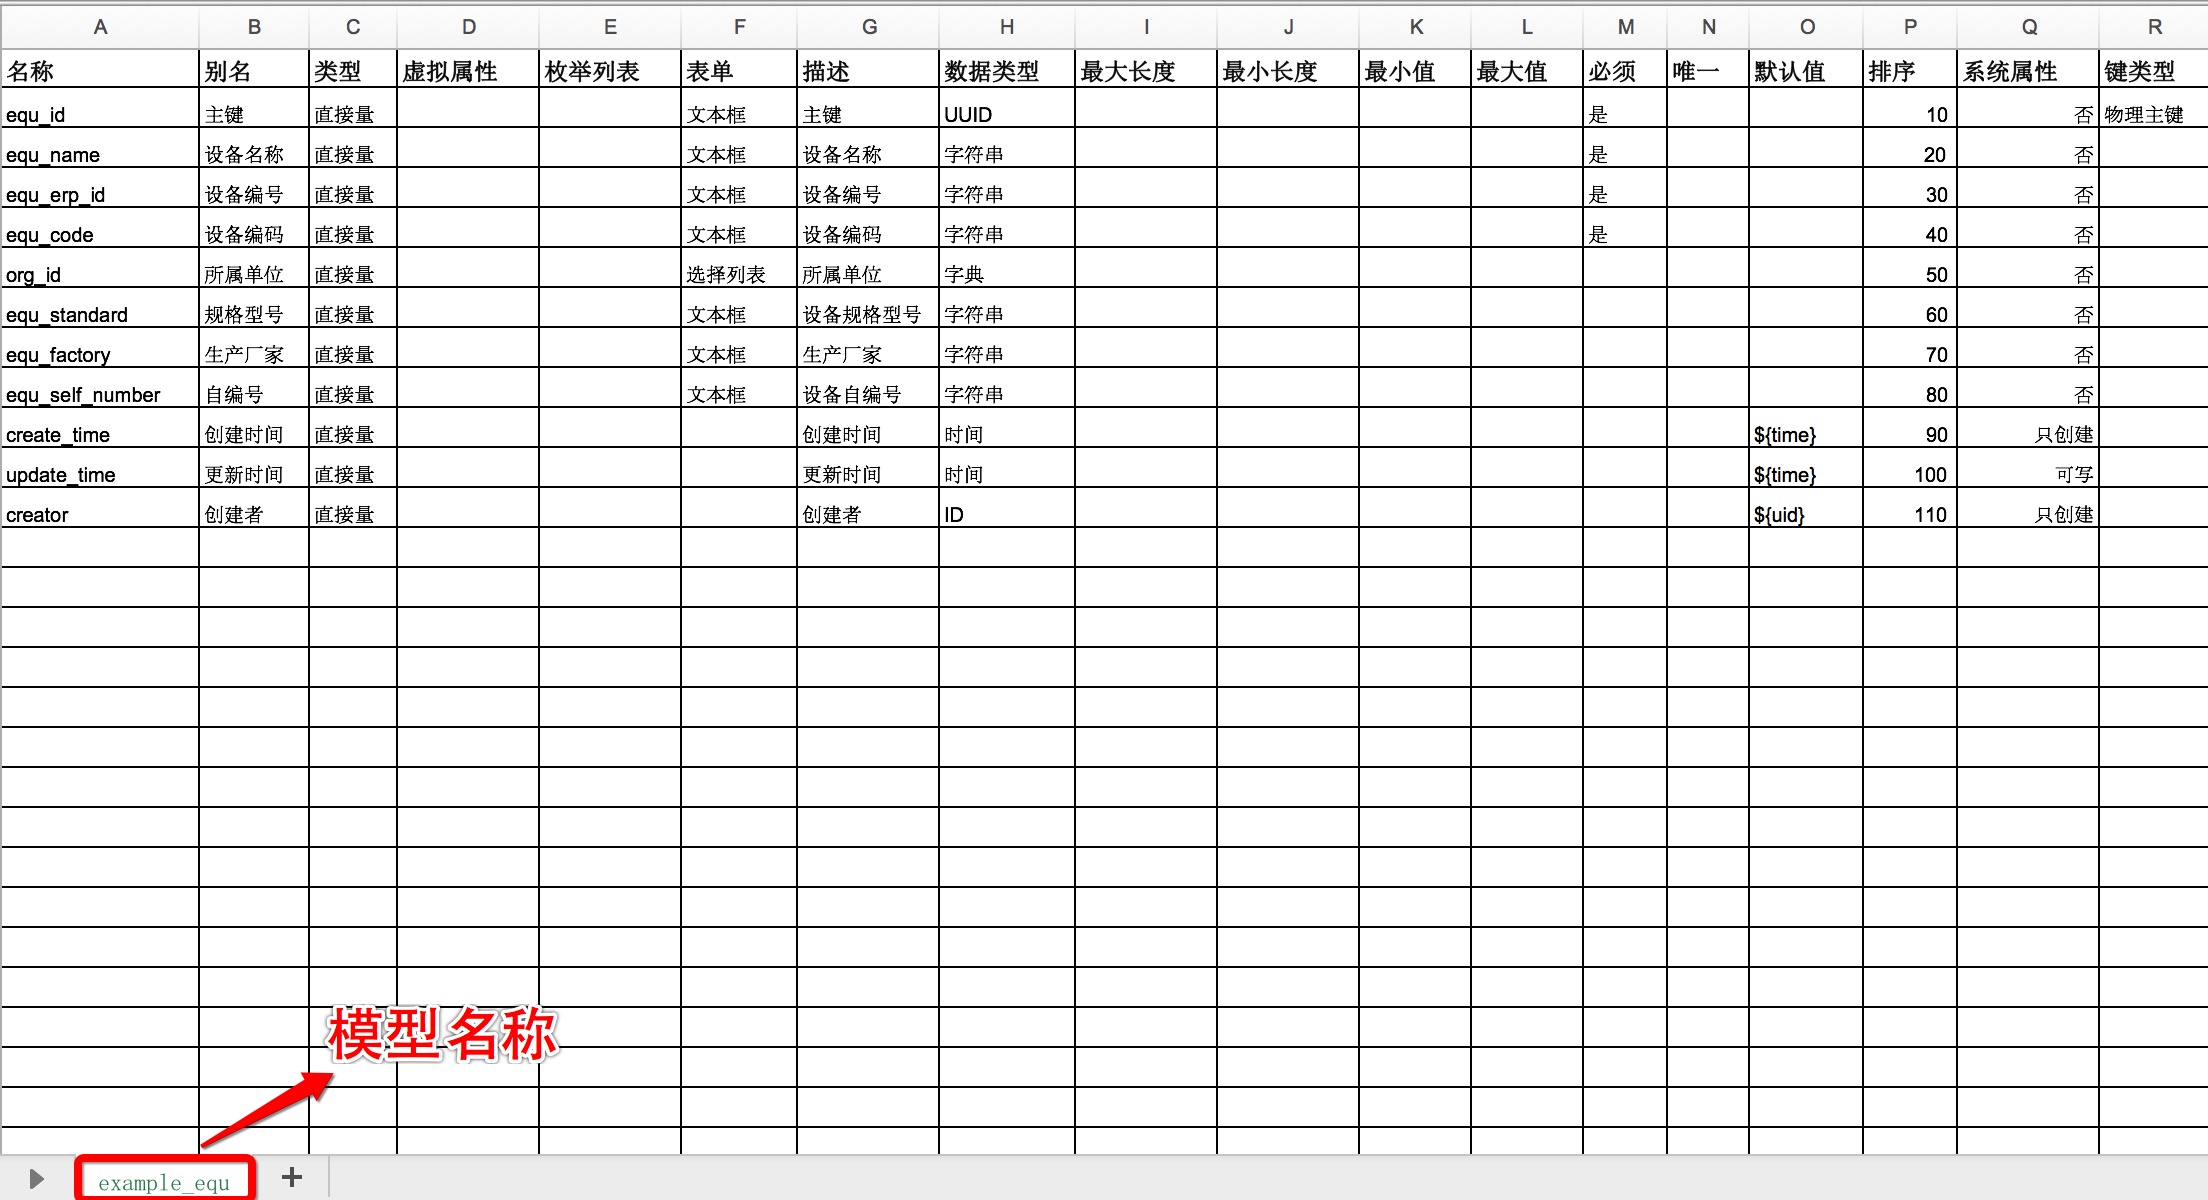 A B C D E F G H I J K L M N O P Q R
名称 别名 类型 虚拟属性 枚举列表 表单 描述 数据类型 最大长度 最小长度 最小值 最大值 必须 唯一 默认值 排序 系统属性 键类型
equ_id 主键 直接量 文本框 主键 UUID 是 10 否 物理主键
equ_name 设备名称 直接量 文本框 设备名称 字符串 是 20 否
equ_erp_id 设备编号 直接量 文本框 设备编号 字符串 是 30 否
equ_code 设备编码 直接量 文本框 设备编码 字符串 是 40 否
org_id 所属单位 直接量 选择列表 所属单位 字典 50 否
equ_standard 规格型号 直接量 文本框 设备规格型号 字符串 60 否
equ_factory 生产厂家 直接量 文本框 生产厂家 字符串 70 否
equ_self_number 自编号 直接量 文本框 设备自编号 字符串 80 否
create_time 创建时间 直接量 创建时间 时间 ${time} 90 只创建
update_time 更新时间 直接量 更新时间 时间 ${time} 100 可写
creator 创建者 直接量 创建者 ID ${uid} 110 只创建
模型名称
example_equ